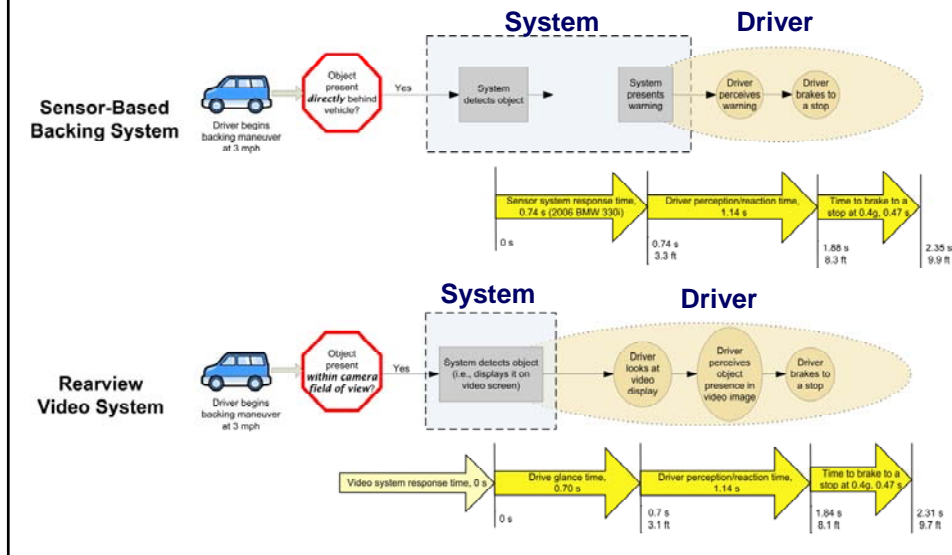 System
Driver
Sensor-Based
Backing System
Driver begins
backing maneuver
at 3 mph
Object
present
directly behind
vehicle?
Yes
System
detects object
System
presents
warning
Driver
perceives
warning
Driver
brakes to
a stop
Sensor system response time,
0.74 s (2006 BMW 330i)
Driver perception/reaction time,
1.14 s
Time to brake to a
stop at 0.4g, 0.47 s
0 s
0.74 s
3.3 ft
1.88 s
8.3 ft
2.35 s
9.9 ft
System
Driver
Rearview
Video System
Driver begins
backing maneuver
at 3 mph
Object
present
within camera
field of view?
Yes
System detects object
(i.e., displays it on
video screen)
Driver
looks at
video
display
Driver
perceives
object
presence in
video image
Driver
brakes to
a stop
Video system response time, 0 s
Drive glance time,
0.70 s
Driver perception/reaction time,
1.14 s
Time to brake to a
stop at 0.4g, 0.47 s
0 s
0.7 s
3.1 ft
1.84 s
8.1 ft
2.31 s
9.7 ft